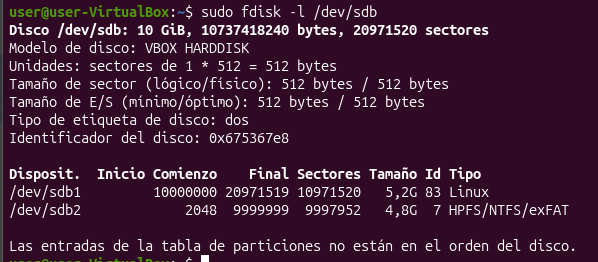 user@user-VirtualBox:~$ sudo fdisk -l /dev/sdb
Disco /dev/sdb: 10 GiB, 10737418240 bytes, 20971520 sectores
Modelo de disco: VBOX HARDDISK
Unidades: sectores de 1 * 512 = 512 bytes
Tamaño de sector (lógico/físico): 512 bytes / 512 bytes
Tamaño de E/S (mínimo/óptimo): 512 bytes / 512 bytes
Tipo de etiqueta de disco: dos
Identificador del disco: 0x675367e8
Disposit. Inicio Comienzo Final Sectores Tamaño Id Tipo
/dev/sdb1 10000000 20971519 10971520 5,2G 83 Linux
/dev/sdb2 2048 9999999 9997952 4,8G 7 HPFS/NTFS/exFAT
Las entradas de la tabla de particiones no están en el orden del disco.
user@user-VirtualBox:~$